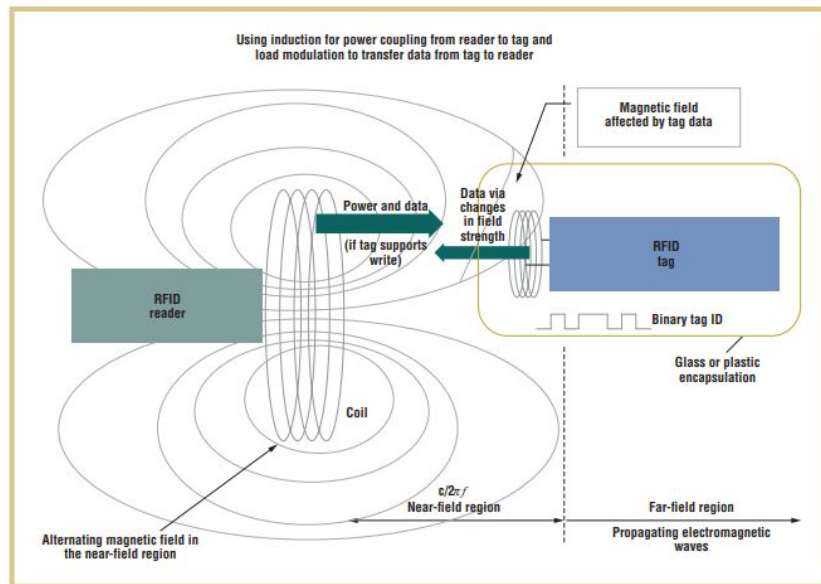 Using induction for power coupling from reader to tag and
load modulation to transfer data from tag to reader
Magnetic field
affected by tag data
Power and data
(if tag supports
write)
Data via
changes
in field
strength
RFID
tag
RFID
reader
Binary tag ID
Glass or plastic
encapsulation
Coil
c/2πf
Near-field region
Far-field region
Propagating electromagnetic
waves
Alternating magnetic field in
the near-field region